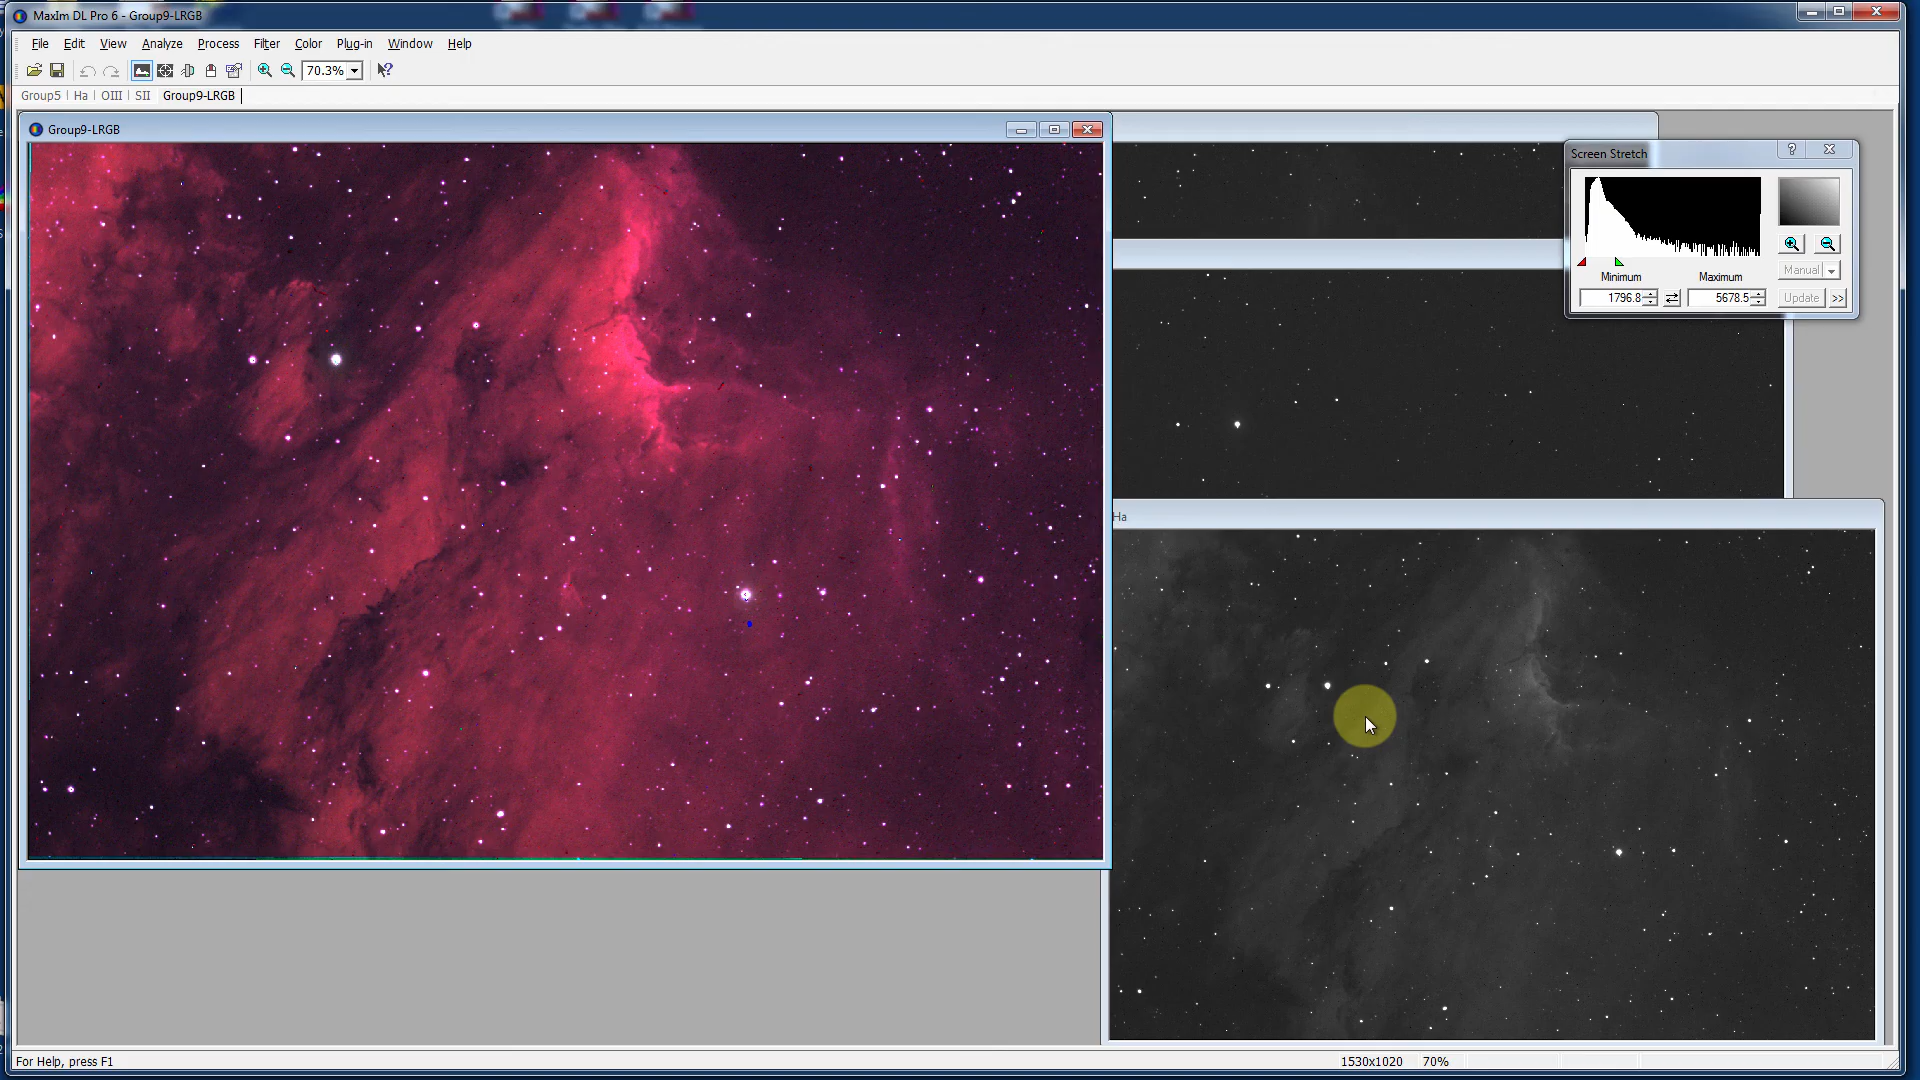 MaxIm DL Pro 6 - Group9-LRGB
File Edit View Analyze Process Filter Color Plug-in Window Help
70.3%
Group5 Ha OIII SII Group9-LRGB
Group9-LRGB
Screen Stretch
Minimum Maximum
Manual
1796.8 5678.5 Update >>
Ha
For Help, press F1
1530x1020 70%